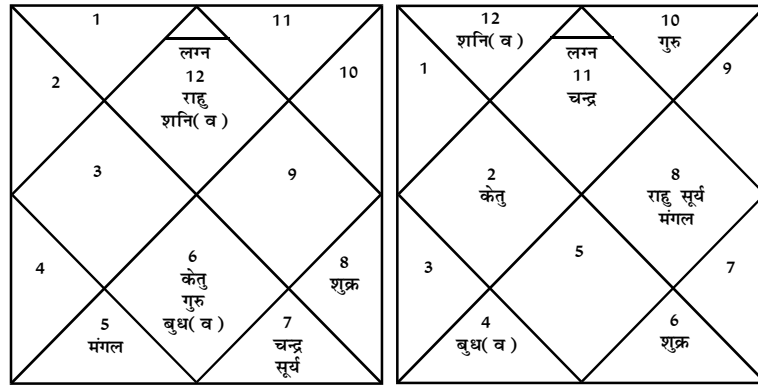 1
11
लग्न
12
राहु
शनि( व )
2
10
3
9
4
6
केतु
गुरु
बुध( व )
8
शुक्र
5
मंगल
7
चन्द्र
सूर्य
12
शनि( व )
10
गुरु
लग्न
11
चन्द्र
1
9
2
केतु
8
राहु सूर्य
मंगल
3
5
7
4
बुध( व )
6
शुक्र